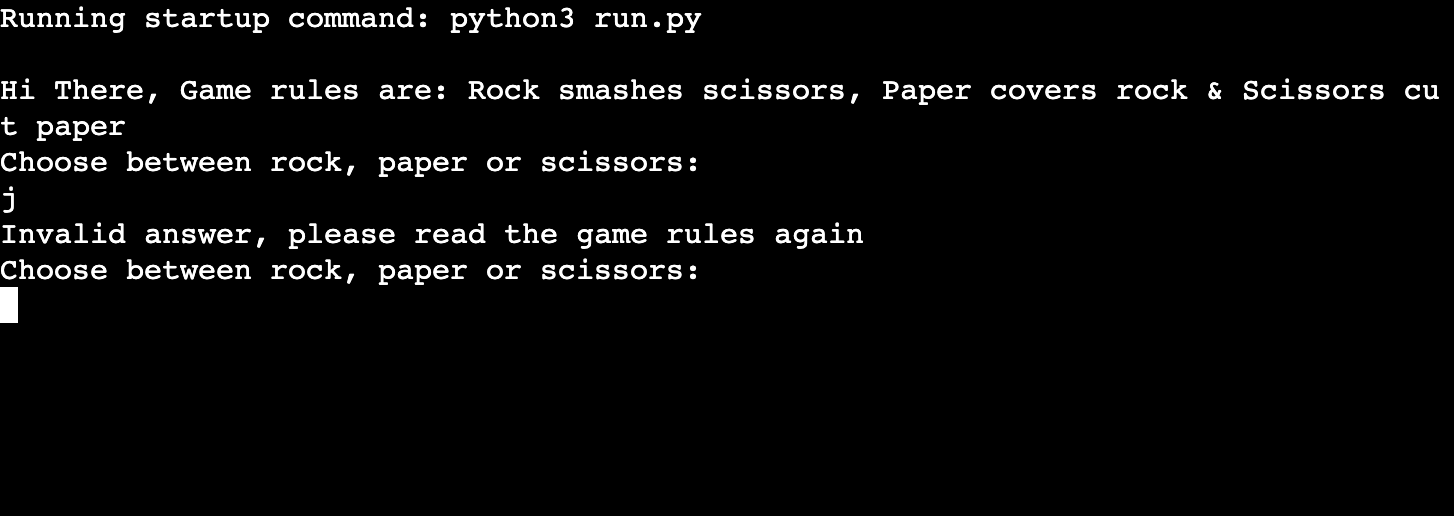 Running startup command: python3 run.py
Hi There, Game rules are: Rock smashes scissors, Paper covers rock & Scissors cu
t paper
Choose between rock, paper or scissors:
j
Invalid answer, please read the game rules again
Choose between rock, paper or scissors: